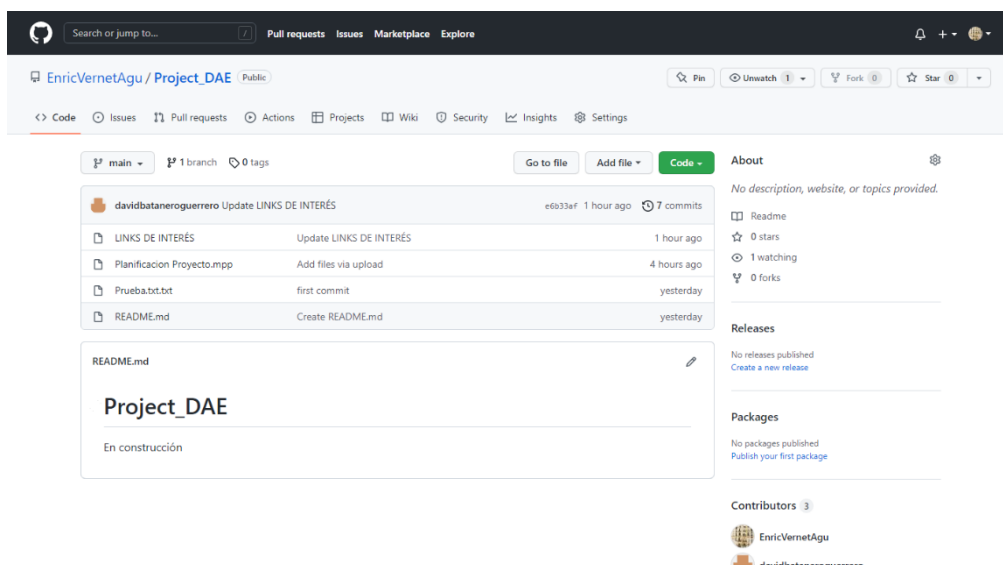 Search or jump to... / Pull requests Issues Marketplace Explore
EnricVernetAgu / Project_DAE Public Pin Unwatch 1 Fork 0 Star 0
Code Issues Pull requests Actions Projects Wiki Security Insights Settings
main 1 branch 0 tags Go to file Add file Code
davidbataneroguerrero Update LINKS DE INTERÉS e6b33af 1 hour ago 7 commits
LINKS DE INTERÉS Update LINKS DE INTERÉS 1 hour ago
Planificacion Proyecto.mpp Add files via upload 4 hours ago
Prueba.txt.txt first commit yesterday
README.md Create README.md yesterday
README.md
Project_DAE
En construcción
About
No description, website, or topics provided.
Readme
0 stars
1 watching
0 forks
Releases
No releases published
Create a new release
Packages
No packages published
Publish your first package
Contributors 3
EnricVernetAgu
davidbataneroguerrero